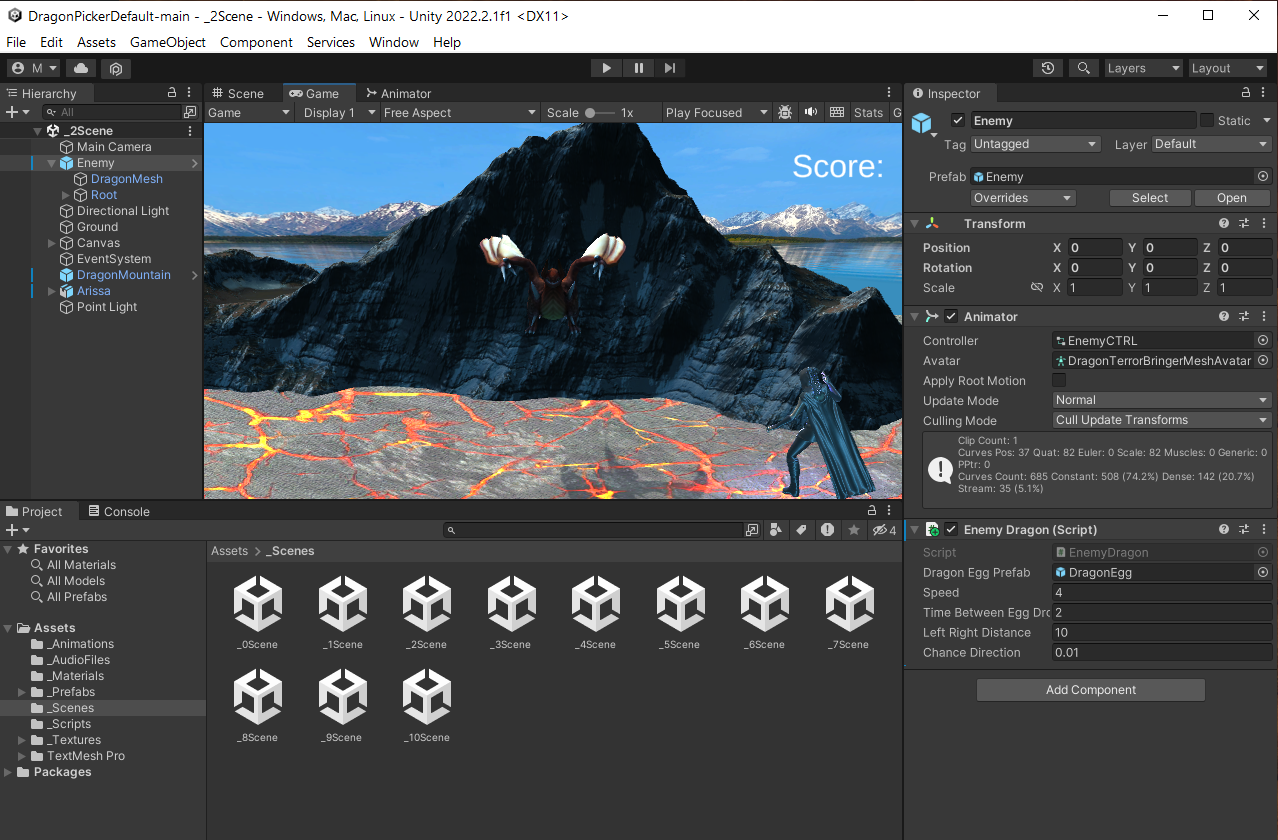 DragonPickerDefault-main - _2Scene - Windows, Mac, Linux - Unity 2022.2.1f1 <DX11>
File Edit Assets GameObject Component Services Window Help
M Layers Layout
Hierarchy
All
_2Scene
Main Camera
Enemy
DragonMesh
Root
Directional Light
Ground
Canvas
EventSystem
DragonMountain
Arissa
Point Light
Scene Game Animator
Game Display 1 Free Aspect Scale 1x Play Focused Stats G
Score:
Inspector
Enemy Static
Tag Untagged Layer Default
Prefab Enemy
Overrides Select Open
Transform
Position X 0 Y 0 Z 0
Rotation X 0 Y 0 Z 0
Scale X 1 Y 1 Z 1
Animator
Controller EnemyCTRL
Avatar DragonTerrorBringerMeshAvatar
Apply Root Motion
Update Mode Normal
Culling Mode Cull Update Transforms
Clip Count: 1
Curves Pos: 37 Quat: 82 Euler: 0 Scale: 82 Muscles: 0 Generic: 0
PPtr: 0
Curves Count: 685 Constant: 508 (74.2%) Dense: 142 (20.7%)
Stream: 35 (5.1%)
Enemy Dragon (Script)
Script EnemyDragon
Dragon Egg Prefab DragonEgg
Speed 4
Time Between Egg Dro 2
Left Right Distance 10
Chance Direction 0.01
Add Component
Project Console
4
Favorites
All Materials
All Models
All Prefabs
Assets
_Animations
_AudioFiles
_Materials
_Prefabs
_Scenes
_Scripts
_Textures
TextMesh Pro
Packages
Assets > _Scenes
_0Scene _1Scene _2Scene _3Scene _4Scene _5Scene _6Scene _7Scene
_8Scene _9Scene _10Scene